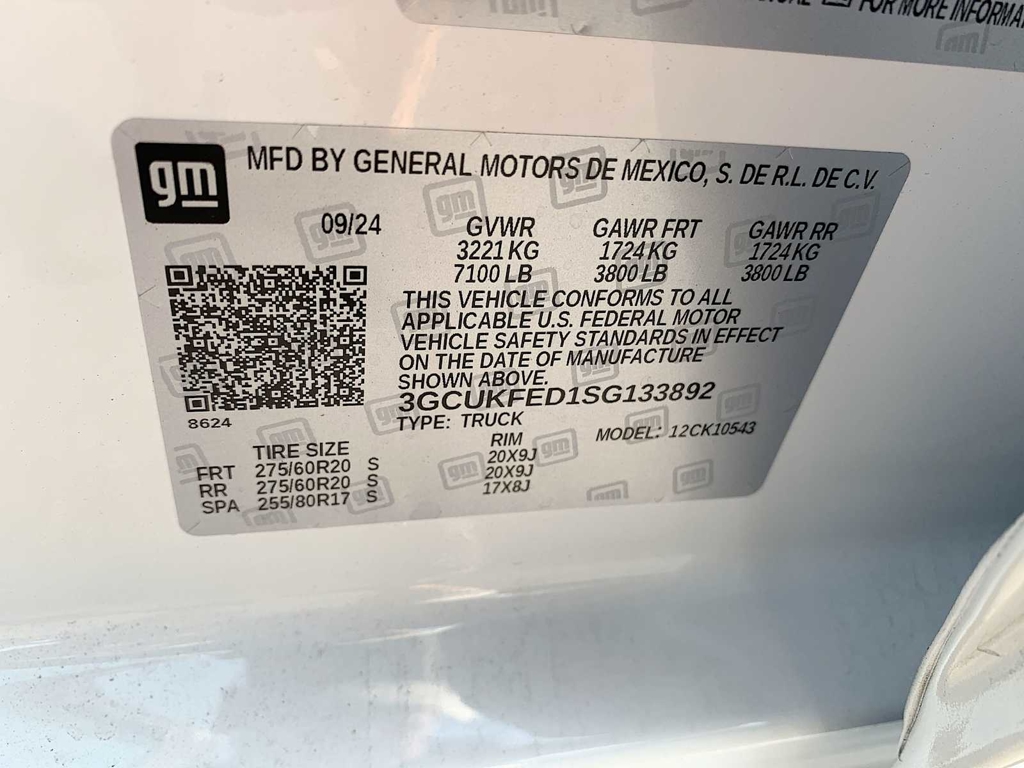 FOR MORE INFORMA
gm
MFD BY GENERAL MOTORS DE MEXICO, S. DE R.L. DE C.V.
09/24 GVWR GAWR FRT GAWR RR
3221 KG 1724 KG 1724 KG
7100 LB 3800 LB 3800 LB
THIS VEHICLE CONFORMS TO ALL
APPLICABLE U.S. FEDERAL MOTOR
VEHICLE SAFETY STANDARDS IN EFFECT
ON THE DATE OF MANUFACTURE
SHOWN ABOVE.
3GCUKFED1SG133892
8624 TYPE: TRUCK MODEL: 12CK10543
TIRE SIZE RIM
FRT 275/60R20 S 20X9J
RR 275/60R20 S 20X9J
SPA 255/80R17 S 17X8J